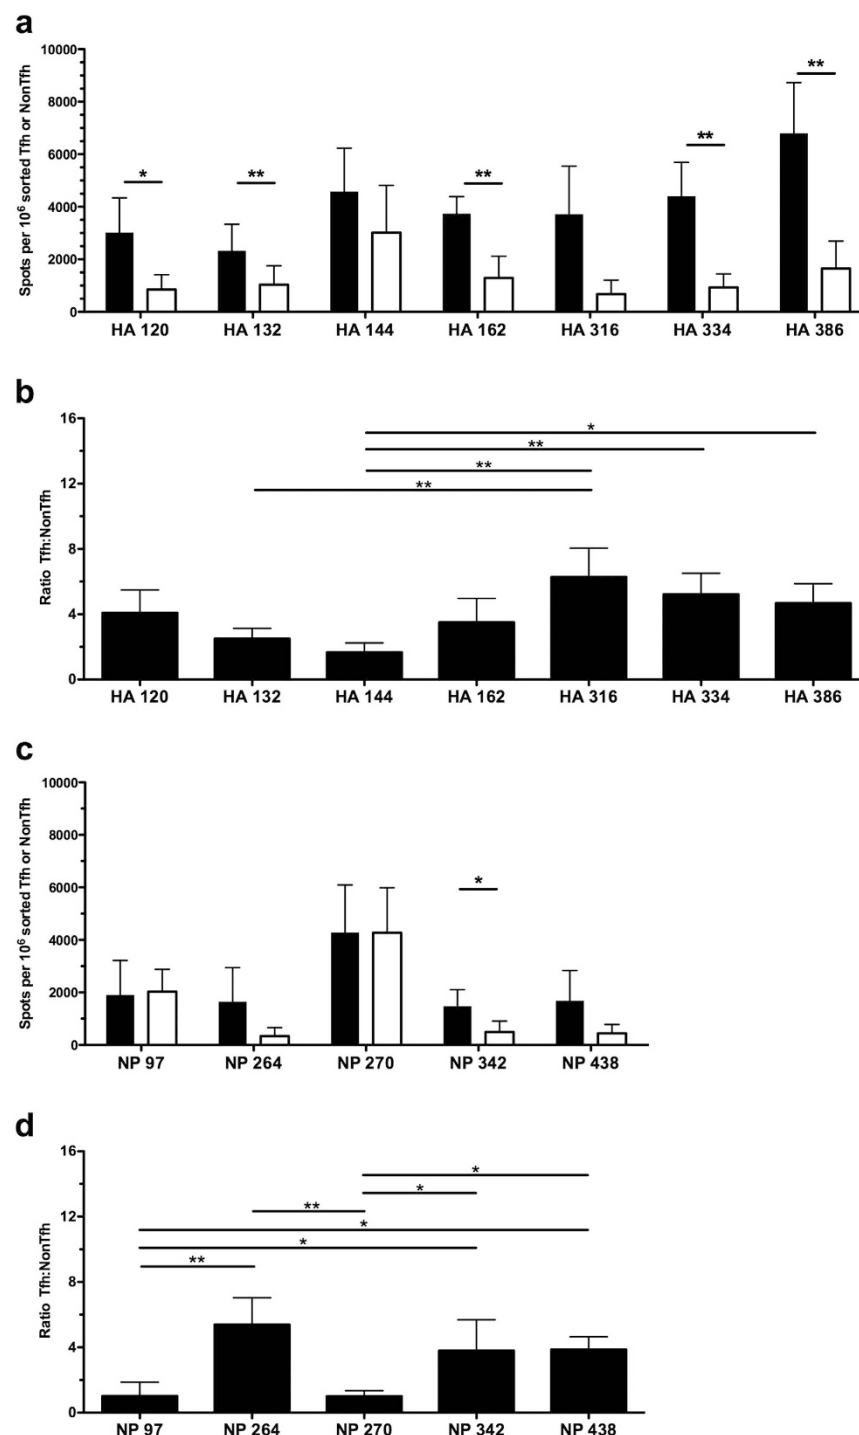 a
Spots per 10⁶ sorted Tfh or NonTfh
10000
8000
6000
4000
2000
0
* ** ** ** **
HA 120 HA 132 HA 144 HA 162 HA 316 HA 334 HA 386
b
Ratio Tfh:NonTfh
16
12
8
4
0
*
**
**
**
HA 120 HA 132 HA 144 HA 162 HA 316 HA 334 HA 386
c
Spots per 10⁶ sorted Tfh or NonTfh
10000
8000
6000
4000
2000
0
*
NP 97 NP 264 NP 270 NP 342 NP 438
d
Ratio Tfh:NonTfh
16
12
8
4
0
*
*
**
*
*
**
NP 97 NP 264 NP 270 NP 342 NP 438